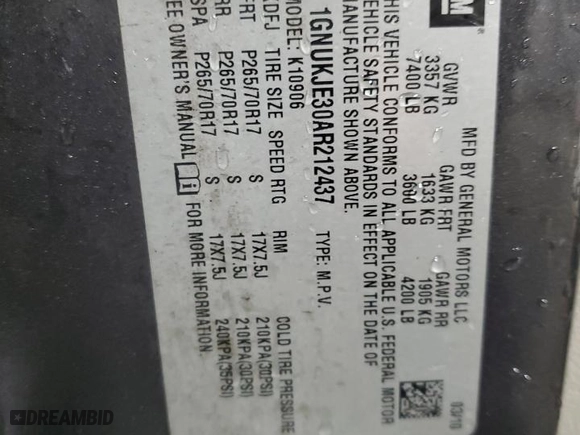 GM ®
MFD BY GENERAL MOTORS LLC 03/10
GVWR GAWR FRT GAWR RR
3357 KG 1633 KG 1905 KG
7400 LB 3600 LB 4200 LB
THIS VEHICLE CONFORMS TO ALL APPLICABLE U.S. FEDERAL MOTOR
VEHICLE SAFETY STANDARDS IN EFFECT ON THE DATE OF
MANUFACTURE SHOWN ABOVE.
1GNUKJE30AR212437 TYPE: M.P.V.
MODEL: K10906
KDFJ TIRE SIZE SPEED RTG RIM COLD TIRE PRESSURE
FRT P265/70R17 S 17X7.5J 210KPA(30PSI)
RR P265/70R17 S 17X7.5J 210KPA(30PSI)
SPA P265/70R17 S 17X7.5J 240KPA(35PSI)
SEE OWNER'S MANUAL FOR MORE INFORMATION.
DREAMBID